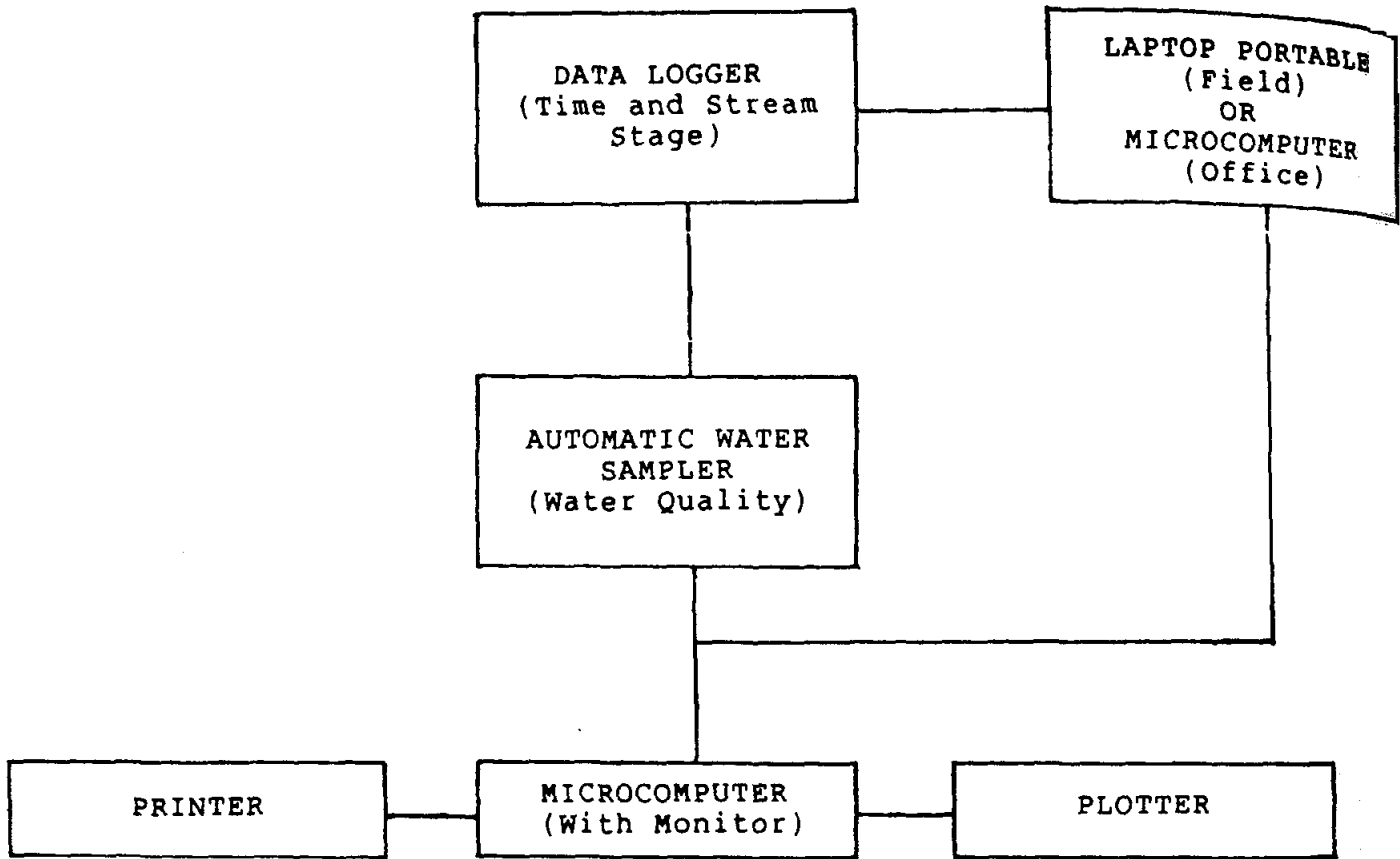 DATA LOGGER
(Time and Stream
Stage)
LAPTOP PORTABLE
(Field)
OR
MICROCOMPUTER
(Office)
AUTOMATIC WATER
SAMPLER
(Water Quality)
PRINTER
MICROCOMPUTER
(With Monitor)
PLOTTER